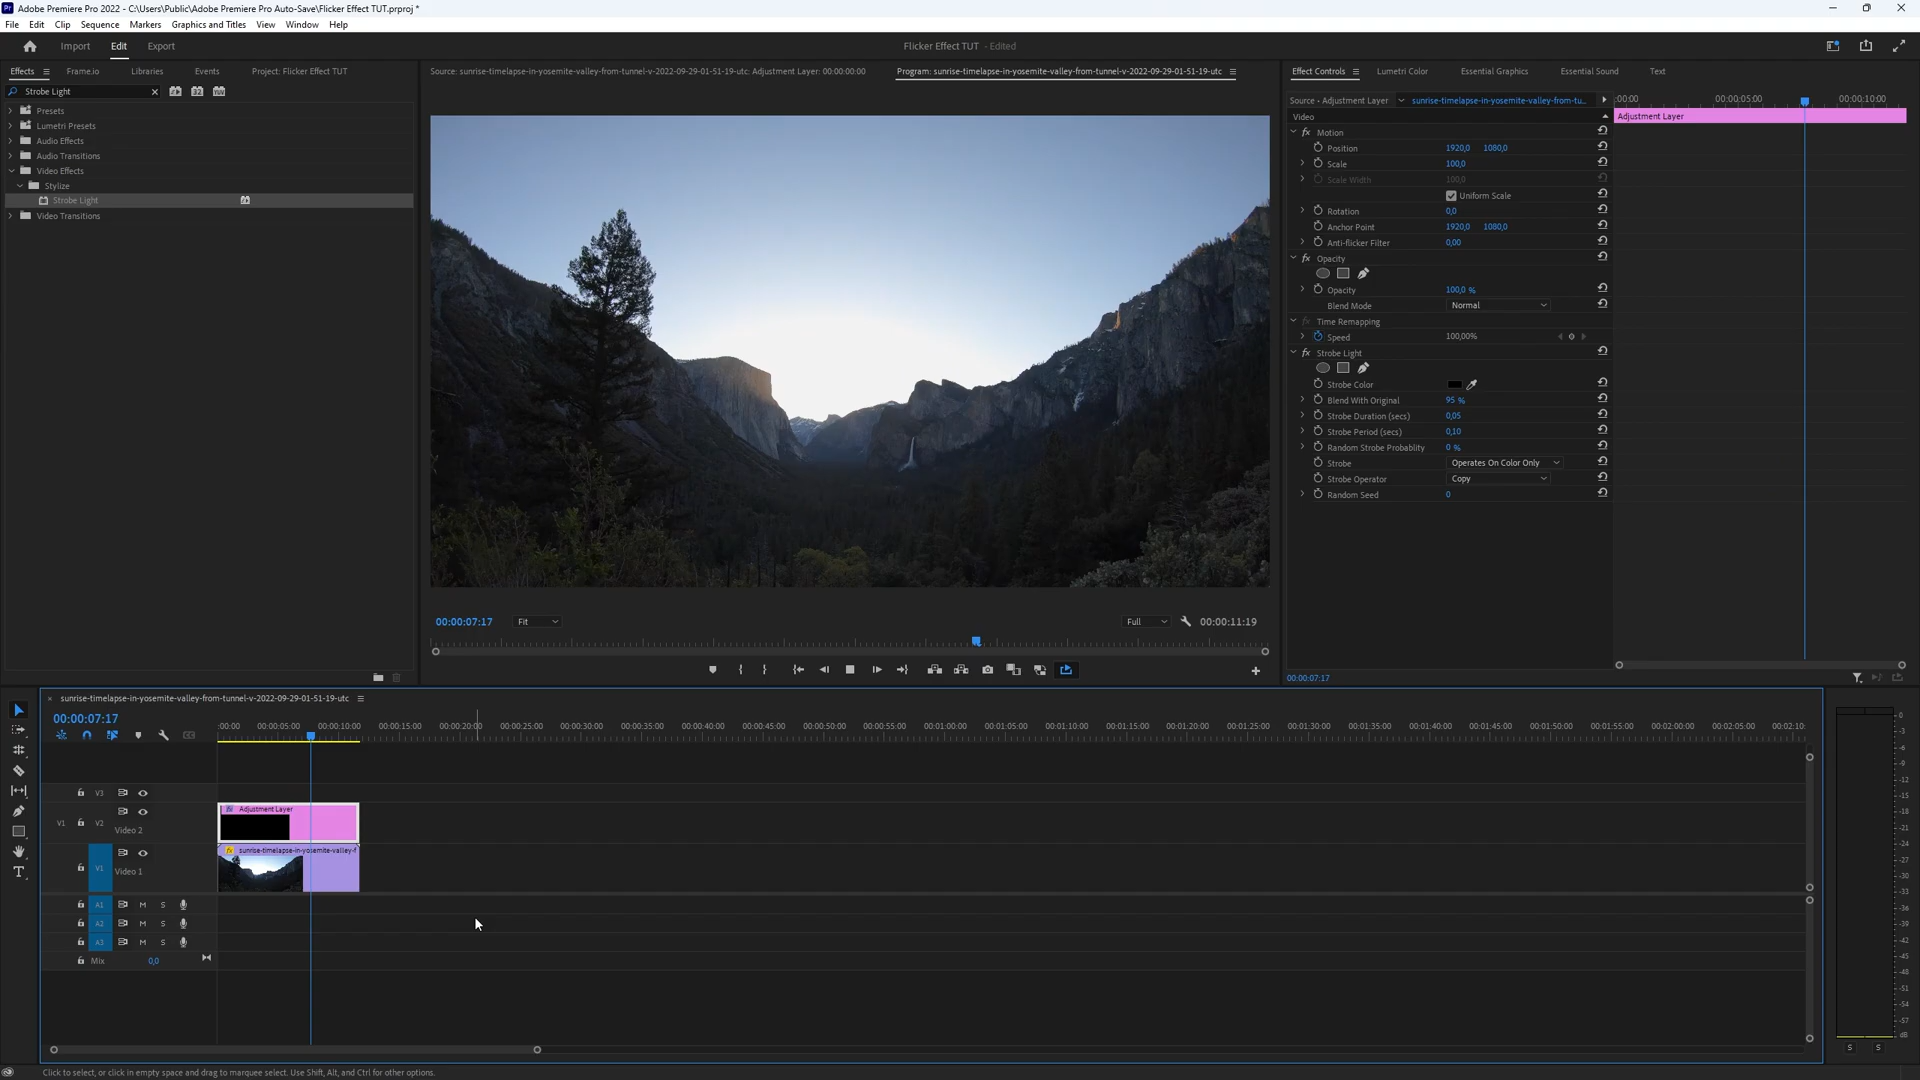 Adobe Premiere Pro 2022 - C:\Users\Public\Adobe Premiere Pro Auto-Save\Flicker Effect TUT.prproj *
File Edit Clip Sequence Markers Graphics and Titles View Window Help
Import Edit Export
Flicker Effect TUT - Edited
Effects Frame.io Libraries Events Project: Flicker Effect TUT
Source: sunrise-timelapse-in-yosemite-valley-from-tunnel-v-2022-09-29-01-51-19-utc: Adjustment Layer: 00:00:00:00
Program: sunrise-timelapse-in-yosemite-valley-from-tunnel-v-2022-09-29-01-51-19-utc
Effect Controls Lumetri Color Essential Graphics Essential Sound Text
Strobe Light
Presets
Lumetri Presets
Audio Effects
Audio Transitions
Video Effects
Stylize
Strobe Light
Video Transitions
Source • Adjustment Layer sunrise-timelapse-in-yosemite-valley-from-tu...
:00:00 00:00:05:00 00:00:10:00
Video
Adjustment Layer
Motion
Position 1920,0 1080,0
Scale 100,0
Scale Width 100,0
Uniform Scale
Rotation 0,0
Anchor Point 1920,0 1080,0
Anti-flicker Filter 0,00
Opacity
Opacity 100,0 %
Blend Mode Normal
Time Remapping
Speed 100,00%
Strobe Light
Strobe Color
Blend With Original 95 %
Strobe Duration (secs) 0,05
Strobe Period (secs) 0,10
Random Strobe Probablity 0 %
Strobe Operates On Color Only
Strobe Operator Copy
Random Seed 0
00:00:07:17 Fit Full 00:00:11:19
00:00:07:17
sunrise-timelapse-in-yosemite-valley-from-tunnel-v-2022-09-29-01-51-19-utc
00:00:07:17
:00:00 00:00:05:00 00:00:10:00 00:00:15:00 00:00:20:00 00:00:25:00 00:00:30:00 00:00:35:00 00:00:40:00 00:00:45:00 00:00:50:00 00:00:55:00 00:01:00:00 00:01:05:00 00:01:10:00 00:01:15:00 00:01:20:00 00:01:25:00 00:01:30:00 00:01:35:00 00:01:40:00 00:01:45:00 00:01:50:00 00:01:55:00 00:02:00:00 00:02:05:00 00:02:10:
V3
Adjustment Layer
V1 V2
Video 2
sunrise-timelapse-in-yosemite-valley-f
V1
Video 1
A1 M S
A2 M S
A3 M S
Mix 0,0
0
-3
-6
-9
-12
-15
-18
-21
-24
-27
-30
-33
-36
-39
-42
-45
-48
-51
-54
-57
dB
S S
Click to select, or click in empty space and drag to marquee select. Use Shift, Alt, and Ctrl for other options.